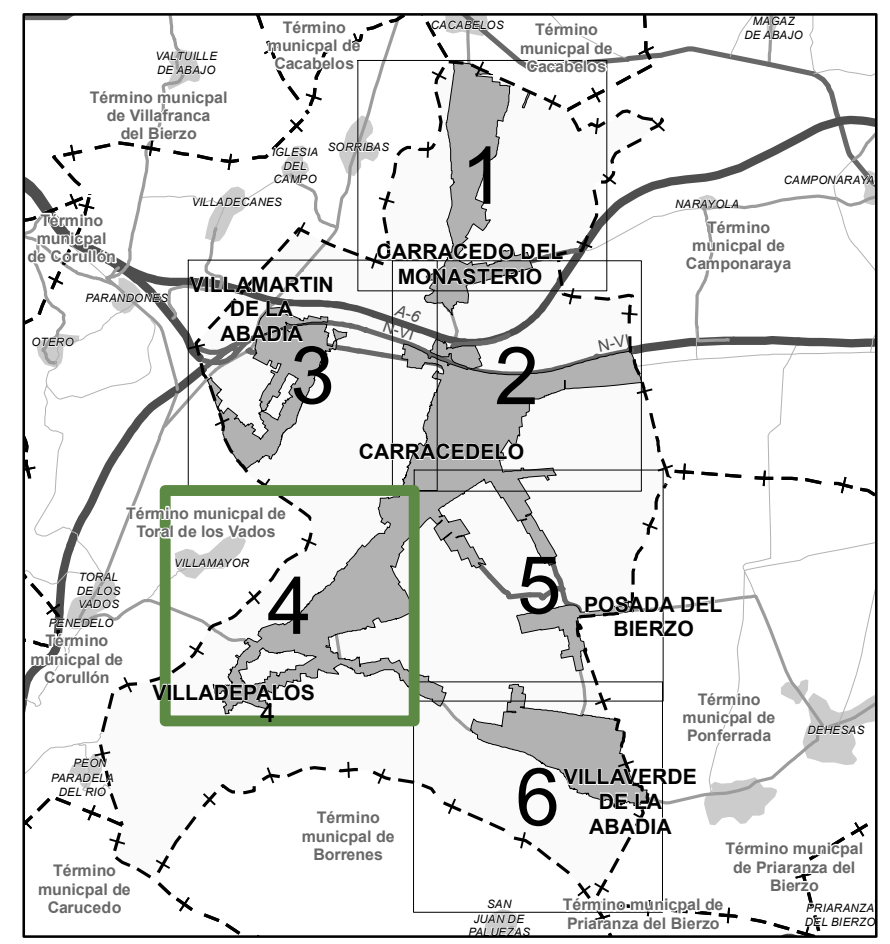 CACABELOS
MAGAZ
DE ABAJO
Término
municpal de
Cacabelos
Término
municpal de
Cacabelos
VALTUILLE
DE ABAJO
Término municpal
de Villafranca
del Bierzo
SORRIBAS
IGLESIA
DEL
CAMPO
1
CAMPONARAYA
VILLADECANES
NARAYOLA
Término
municpal
de Corullón
Término
municpal de
Camponaraya
CARRACEDO DEL
MONASTERIO
VILLAMARTIN
DE LA
ABADIA
PARANDONES
A-6
N-VI
N-VI
OTERO
3
2
CARRACEDELO
Término municpal de
Toral de los Vados
VILLAMAYOR
TORAL
DE LOS
VADOS
4
5
POSADA DEL
BIERZO
PENEDELO
Término
municpal de
Corullón
VILLADEPALOS
4
Término
municpal de
Ponferrada
DEHESAS
PEON
PARADELA
DEL RIO
6
VILLAVERDE
DE LA
ABADIA
Término
municpal de
Borrenes
Término municpal
de Priaranza del
Bierzo
Término
municpal de
Carucedo
SAN
JUAN DE
PALUEZAS
Término municpal de
Priaranza del Bierzo
PRIARANZA
DEL BIERZO